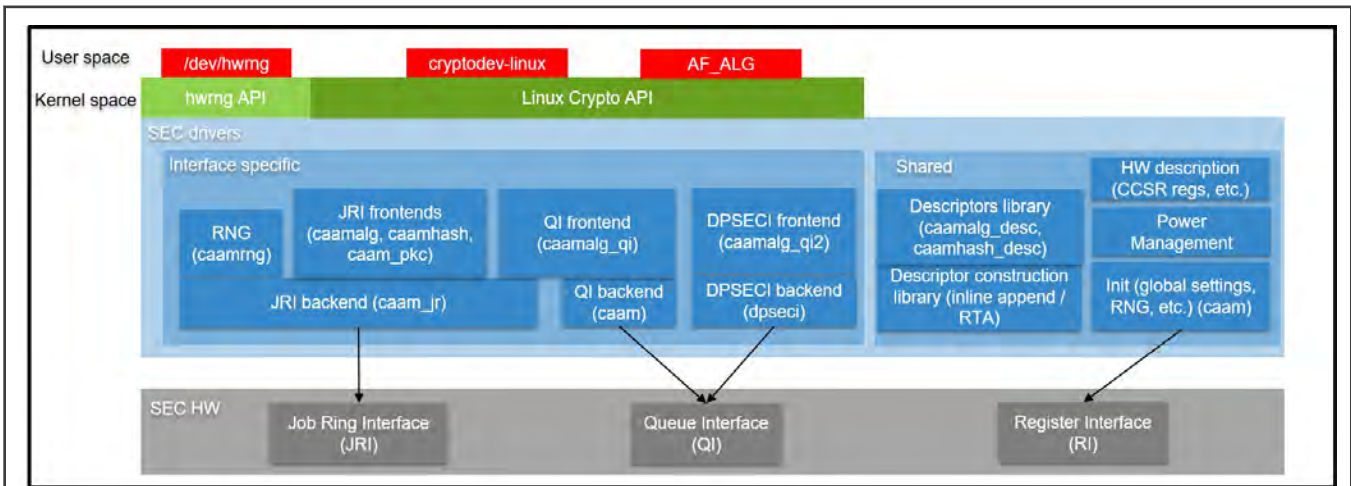 User space
/dev/hwrng
cryptodev-linux
AF_ALG
Kernel space
hwrng API
Linux Crypto API
SEC drivers
Interface specific
RNG
(caamrng)
JRI frontends
(caamalg, caamhash,
caam_pkc)
QI frontend
(caamalg_qi)
DPSECI frontend
(caamalg_qi2)
JRI backend (caam_jr)
QI backend
(caam)
DPSECI backend
(dpseci)
Shared
Descriptors library
(caamalg_desc,
caamhash_desc)
Descriptor construction
library (inline append /
RTA)
HW description
(CCSR regs, etc.)
Power
Management
Init (global settings,
RNG, etc.) (caam)
SEC HW
Job Ring Interface
(JRI)
Queue Interface
(QI)
Register Interface
(RI)